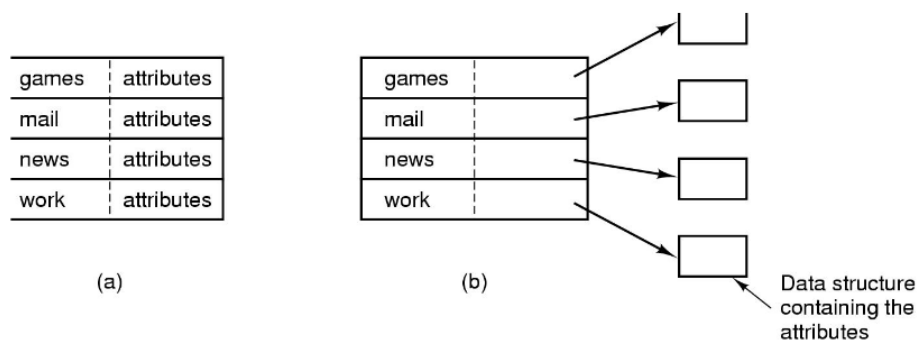 games attributes
mail attributes
news attributes
work attributes
(a)
games
mail
news
work
(b)
Data structure
containing the
attributes